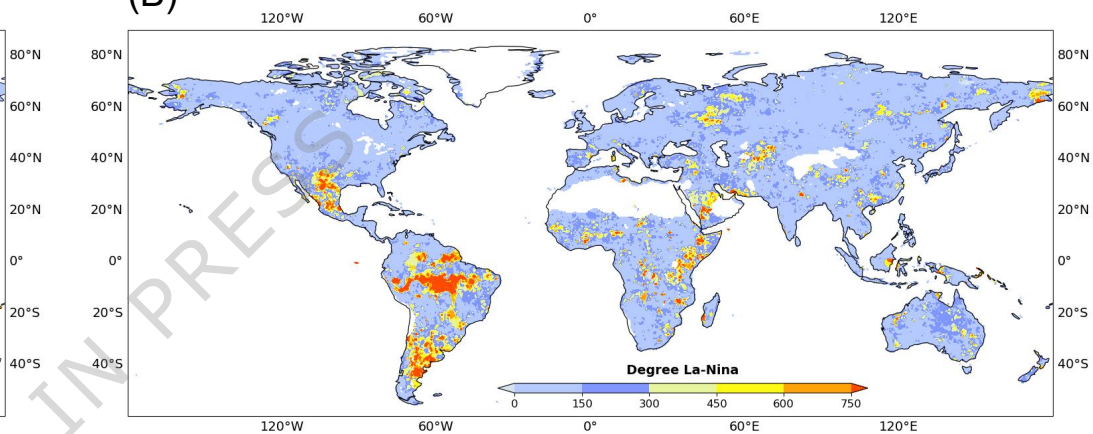 (B)
120°W 60°W 0° 60°E 120°E
80°N 80°N 80°N
60°N 60°N 60°N
40°N 40°N 40°N
20°N 20°N 20°N
0° 0° 0°
20°S 20°S 20°S
40°S 40°S 40°S
Degree La-Nina
0 150 300 450 600 750
120°W 60°W 0° 60°E 120°E
IN PRESS